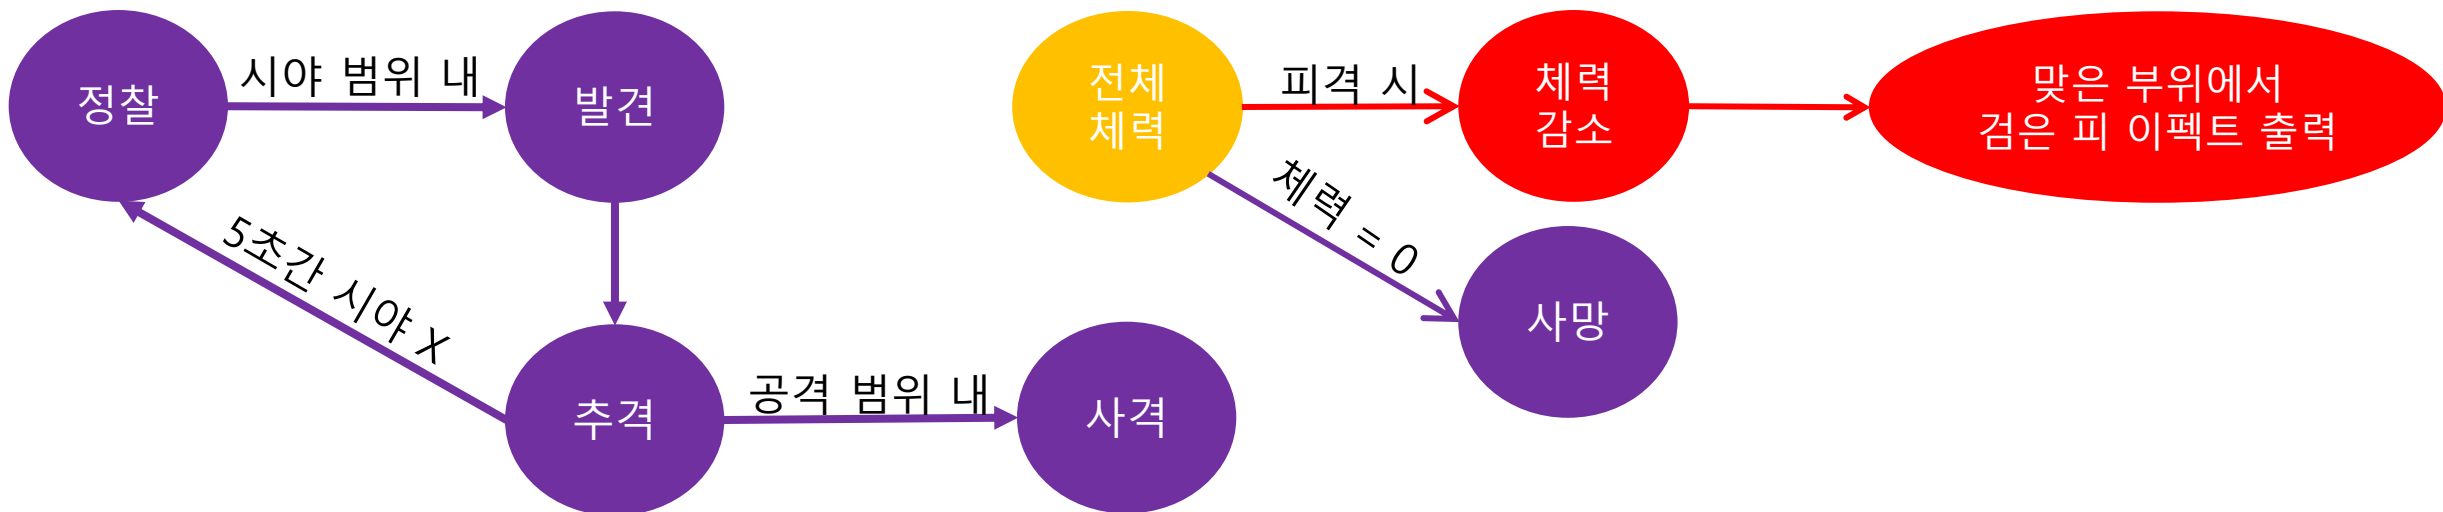 정찰
시야 범위 내
발견
5초간 시야 X
추격
공격 범위 내
사격
전체
체력
피격 시
체력
감소
맞은 부위에서
검은 피 이펙트 출력
체력 = 0
사망